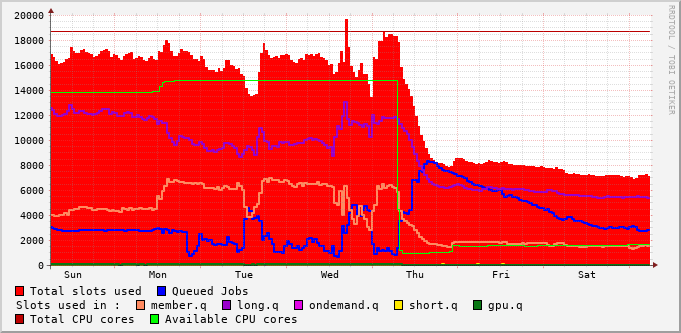 RRDTOOL / TOBI OETIKER
20000
18000
16000
14000
12000
10000
8000
6000
4000
2000
0
Sun Mon Tue Wed Thu Fri Sat
Total slots used Queued Jobs
Slots used in : member.q long.q ondemand.q short.q gpu.q
Total CPU cores Available CPU cores